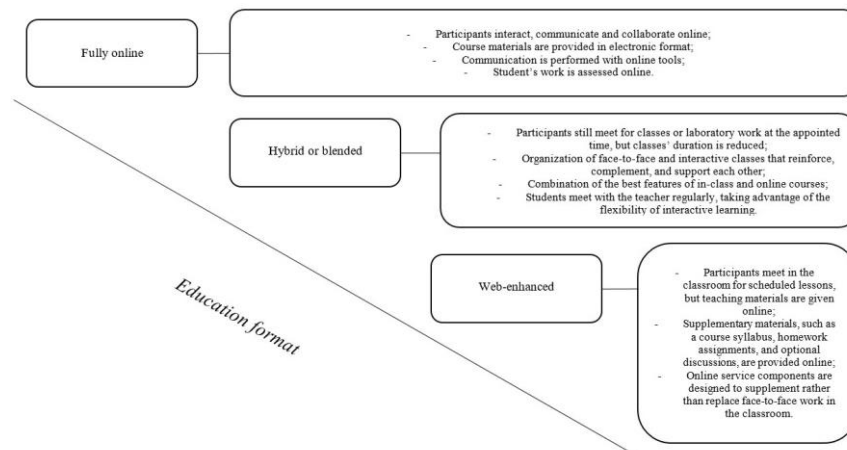 Fully online
- Participants interact, communicate and collaborate online;
- Course materials are provided in electronic format;
- Communication is performed with online tools;
- Student's work is assessed online.
Hybrid or blended
- Participants still meet for classes or laboratory work at the appointed
time, but classes' duration is reduced;
- Organization of face-to-face and interactive classes that reinforce,
complement, and support each other;
- Combination of the best features of in-class and online courses;
- Students meet with the teacher regularly, taking advantage of the
flexibility of interactive learning.
Web-enhanced
- Participants meet in the
classroom for scheduled lessons,
but teaching materials are given
online;
- Supplementary materials, such as
a course syllabus, homework
assignments, and optional
discussions, are provided online;
- Online service components are
designed to supplement rather
than replace face-to-face work in
the classroom.
Education format